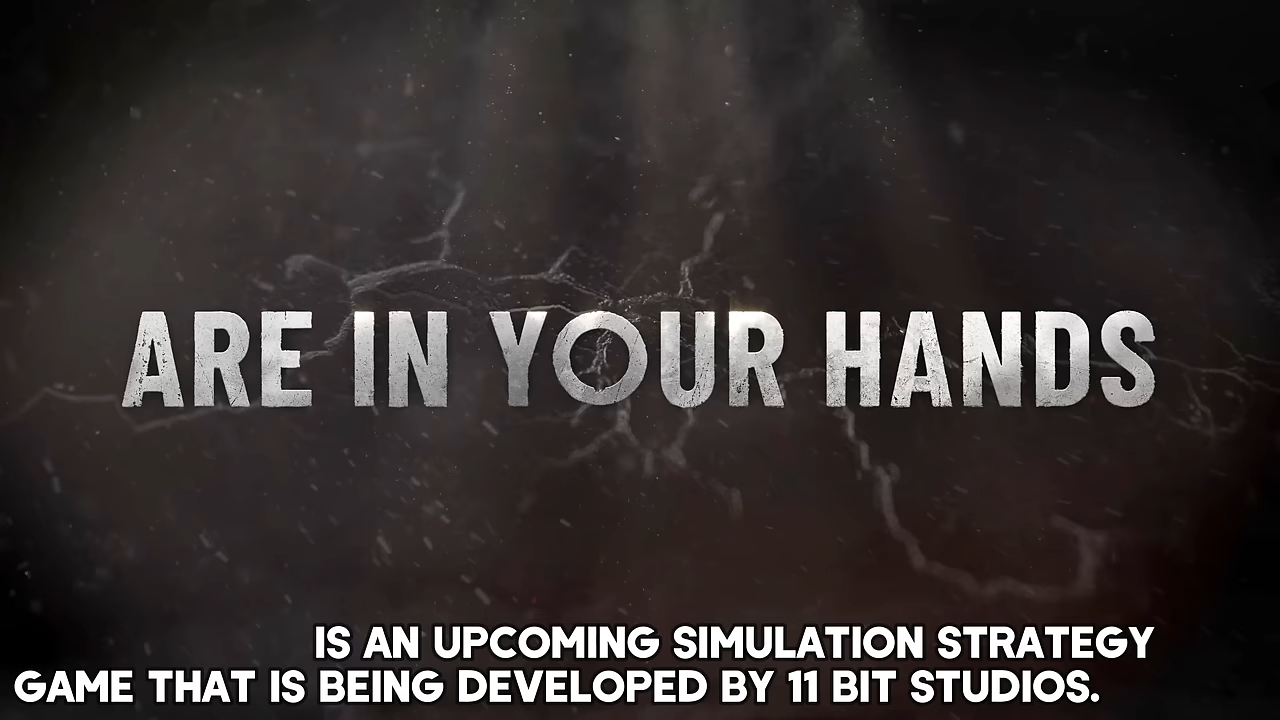 ARE IN YOUR HANDS
IS AN UPCOMING SIMULATION STRATEGY
GAME THAT IS BEING DEVELOPED BY 11 BIT STUDIOS.